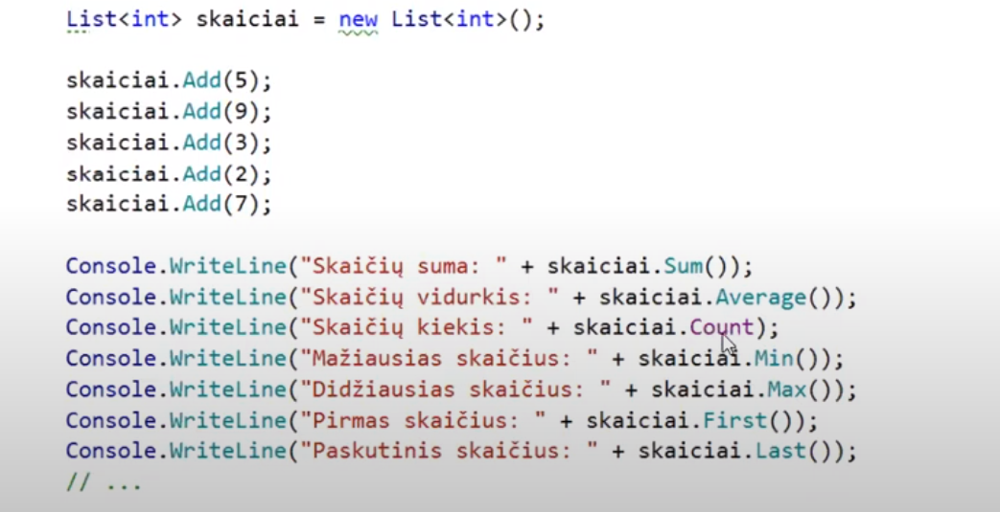 List<int> skaiciai = new List<int>();
skaiciai.Add(5);
skaiciai.Add(9);
skaiciai.Add(3);
skaiciai.Add(2);
skaiciai.Add(7);
Console.WriteLine("Skaičių suma: " + skaiciai.Sum());
Console.WriteLine("Skaičių vidurkis: " + skaiciai.Average());
Console.WriteLine("Skaičių kiekis: " + skaiciai.Count);
Console.WriteLine("Mažiausias skaičius: " + skaiciai.Min());
Console.WriteLine("Didžiausias skaičius: " + skaiciai.Max());
Console.WriteLine("Pirmas skaičius: " + skaiciai.First());
Console.WriteLine("Paskutinis skaičius: " + skaiciai.Last());
// ...